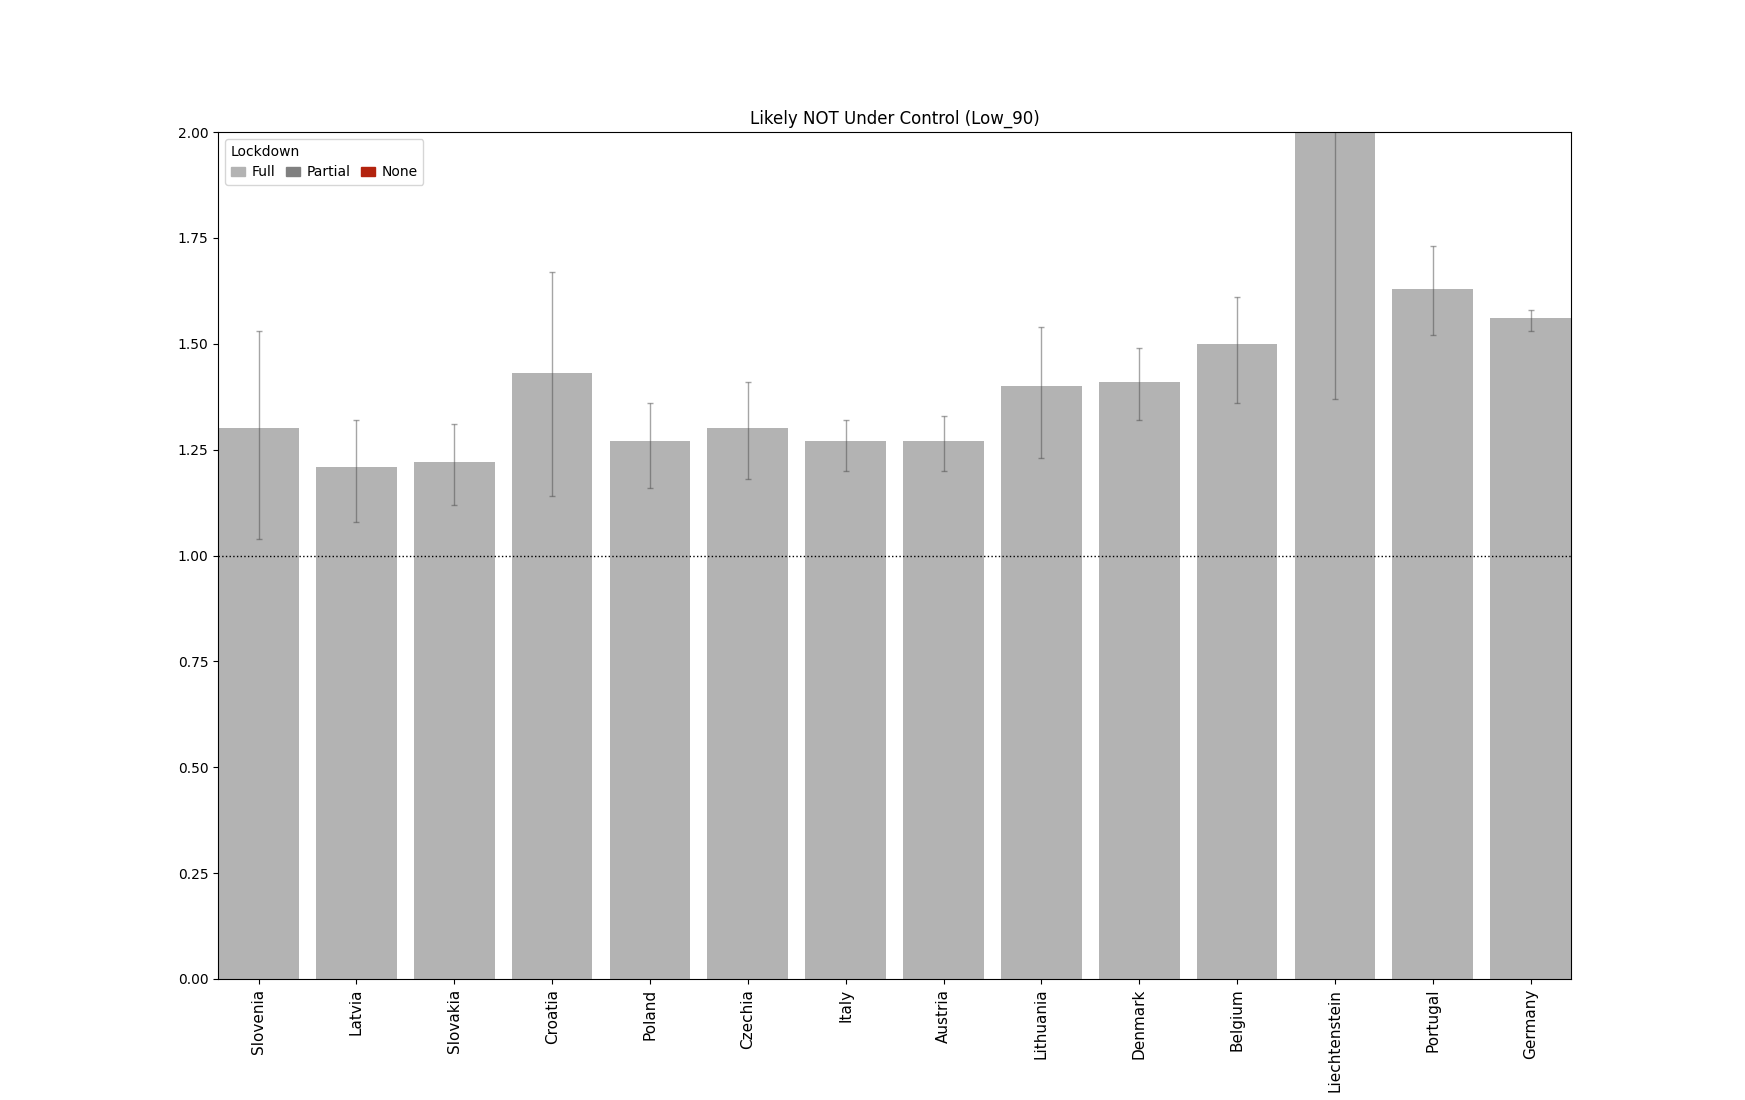 Likely NOT Under Control (Low_90)
Lockdown
Full Partial None
2.00
1.75
1.50
1.25
1.00
0.75
0.50
0.25
0.00
Slovenia
Latvia
Slovakia
Croatia
Poland
Czechia
Italy
Austria
Lithuania
Denmark
Belgium
Liechtenstein
Portugal
Germany